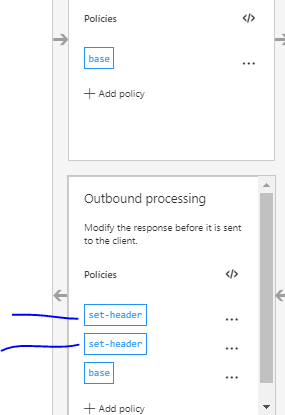 Policies </>
base ...
+ Add policy
Outbound processing
Modify the response before it is sent
to the client.
Policies </>
set-header ...
set-header ...
base ...
+ Add policy